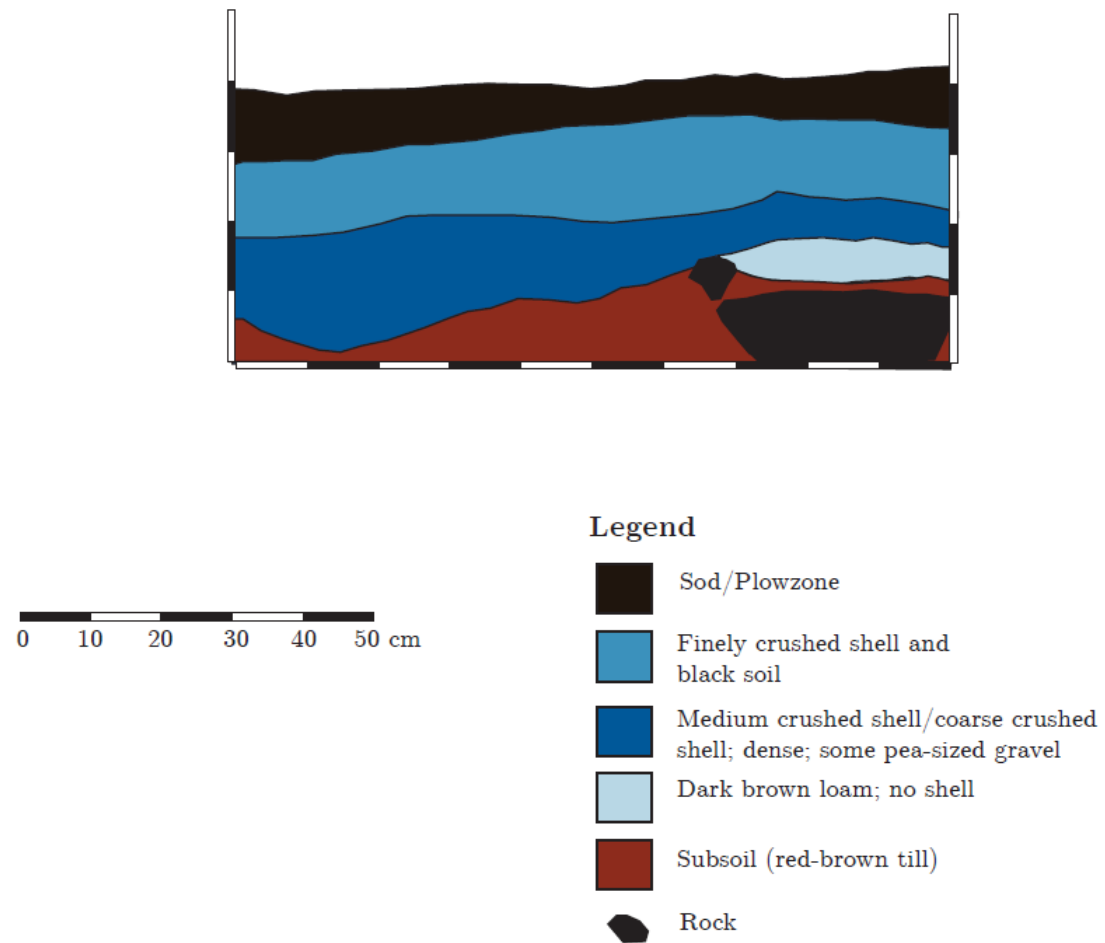 Legend
Sod/Plowzone
Finely crushed shell and
black soil
Medium crushed shell/coarse crushed
shell; dense; some pea-sized gravel
Dark brown loam; no shell
Subsoil (red-brown till)
Rock
0 10 20 30 40 50 cm